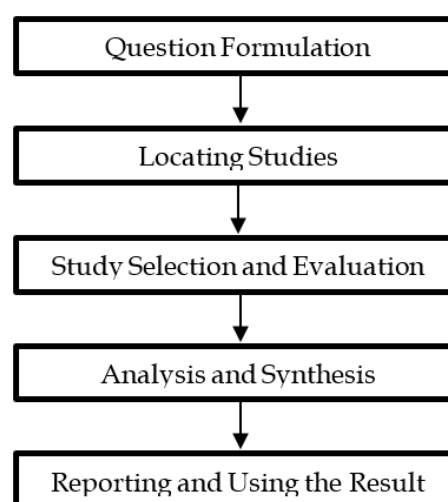 Question Formulation
Locating Studies
Study Selection and Evaluation
Analysis and Synthesis
Reporting and Using the Result